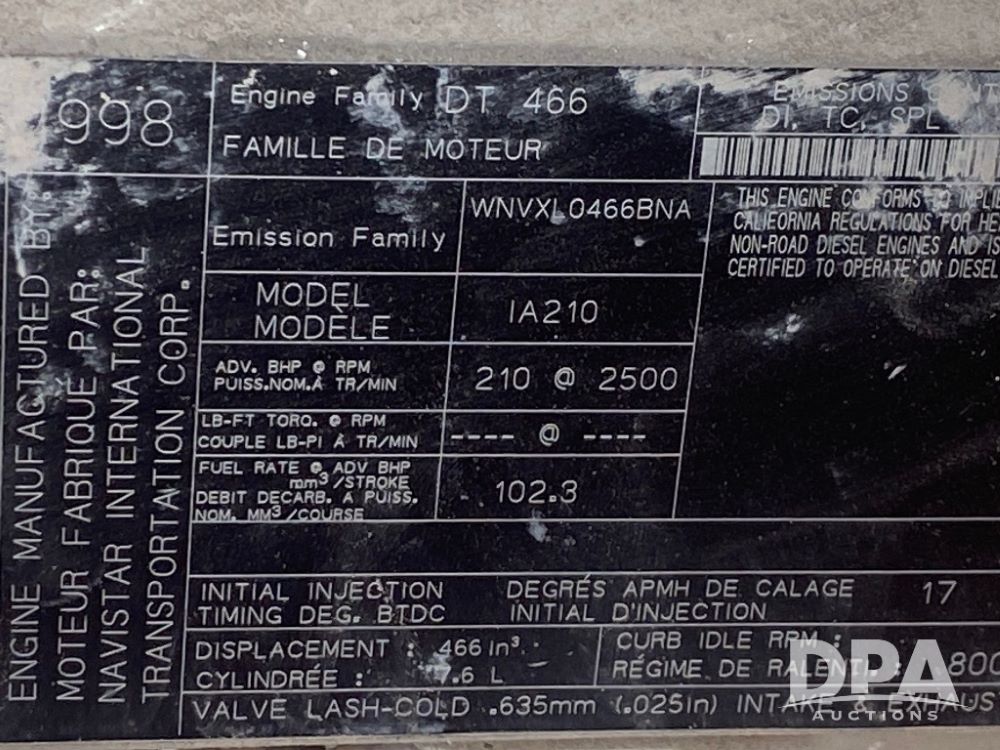 998
Engine Family DT 466
FAMILLE DE MOTEUR
EMISSIONS
DI, TC, SPL
ENGINE MANUFACTURED BY:
MOTEUR FABRIQUÉ PAR:
NAVISTAR INTERNATIONAL
TRANSPORTATION CORP.
Emission Family
WNVXL0466BNA
THIS ENGINE CONFORMS TO
CALIFORNIA REGULATIONS FOR
NON-ROAD DIESEL ENGINES AND IS
CERTIFIED TO OPERATE ON DIESEL
MODEL
MODÈLE
IA210
ADV. BHP @ RPM
PUISS.NOM.À TR/MIN
210 @ 2500
LB-FT TORQ. @ RPM
COUPLE LB-PI À TR/MIN
---- @ ----
FUEL RATE @ ADV BHP
mm³/STROKE
DEBIT DECARB. A PUISS.
NOM. MM³/COURSE
102.3
INITIAL INJECTION
TIMING DEG. BTDC
DEGRÉS APMH DE CALAGE
INITIAL D'INJECTION
17
DISPLACEMENT : 466 in³.
CYLINDRÉE : 7.6 L
CURB IDLE RPM :
RÉGIME DE RALENTI :
800
VALVE LASH-COLD .635mm (.025in) INTAKE & EXHAUS
DPA
AUCTIONS